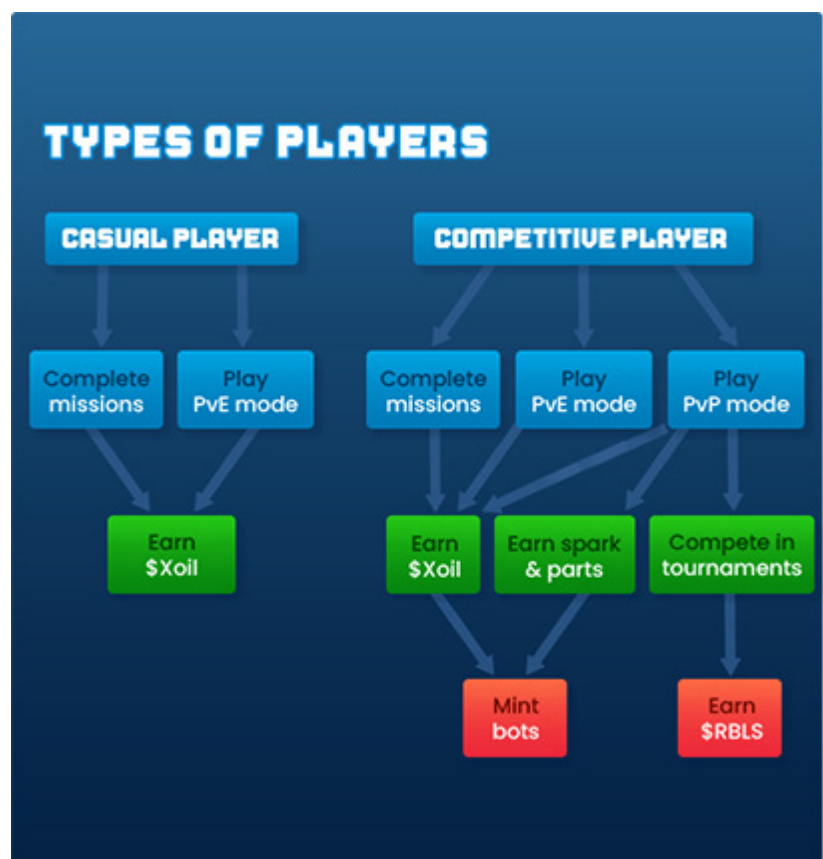 TYPES OF PLAYERS
CASUAL PLAYER
COMPETITIVE PLAYER
Complete
missions
Play
PvE mode
Complete
missions
Play
PvE mode
Play
PvP mode
Earn
$Xoil
Earn
$Xoil
Earn spark
& parts
Compete in
tournaments
Mint
bots
Earn
$RBLS